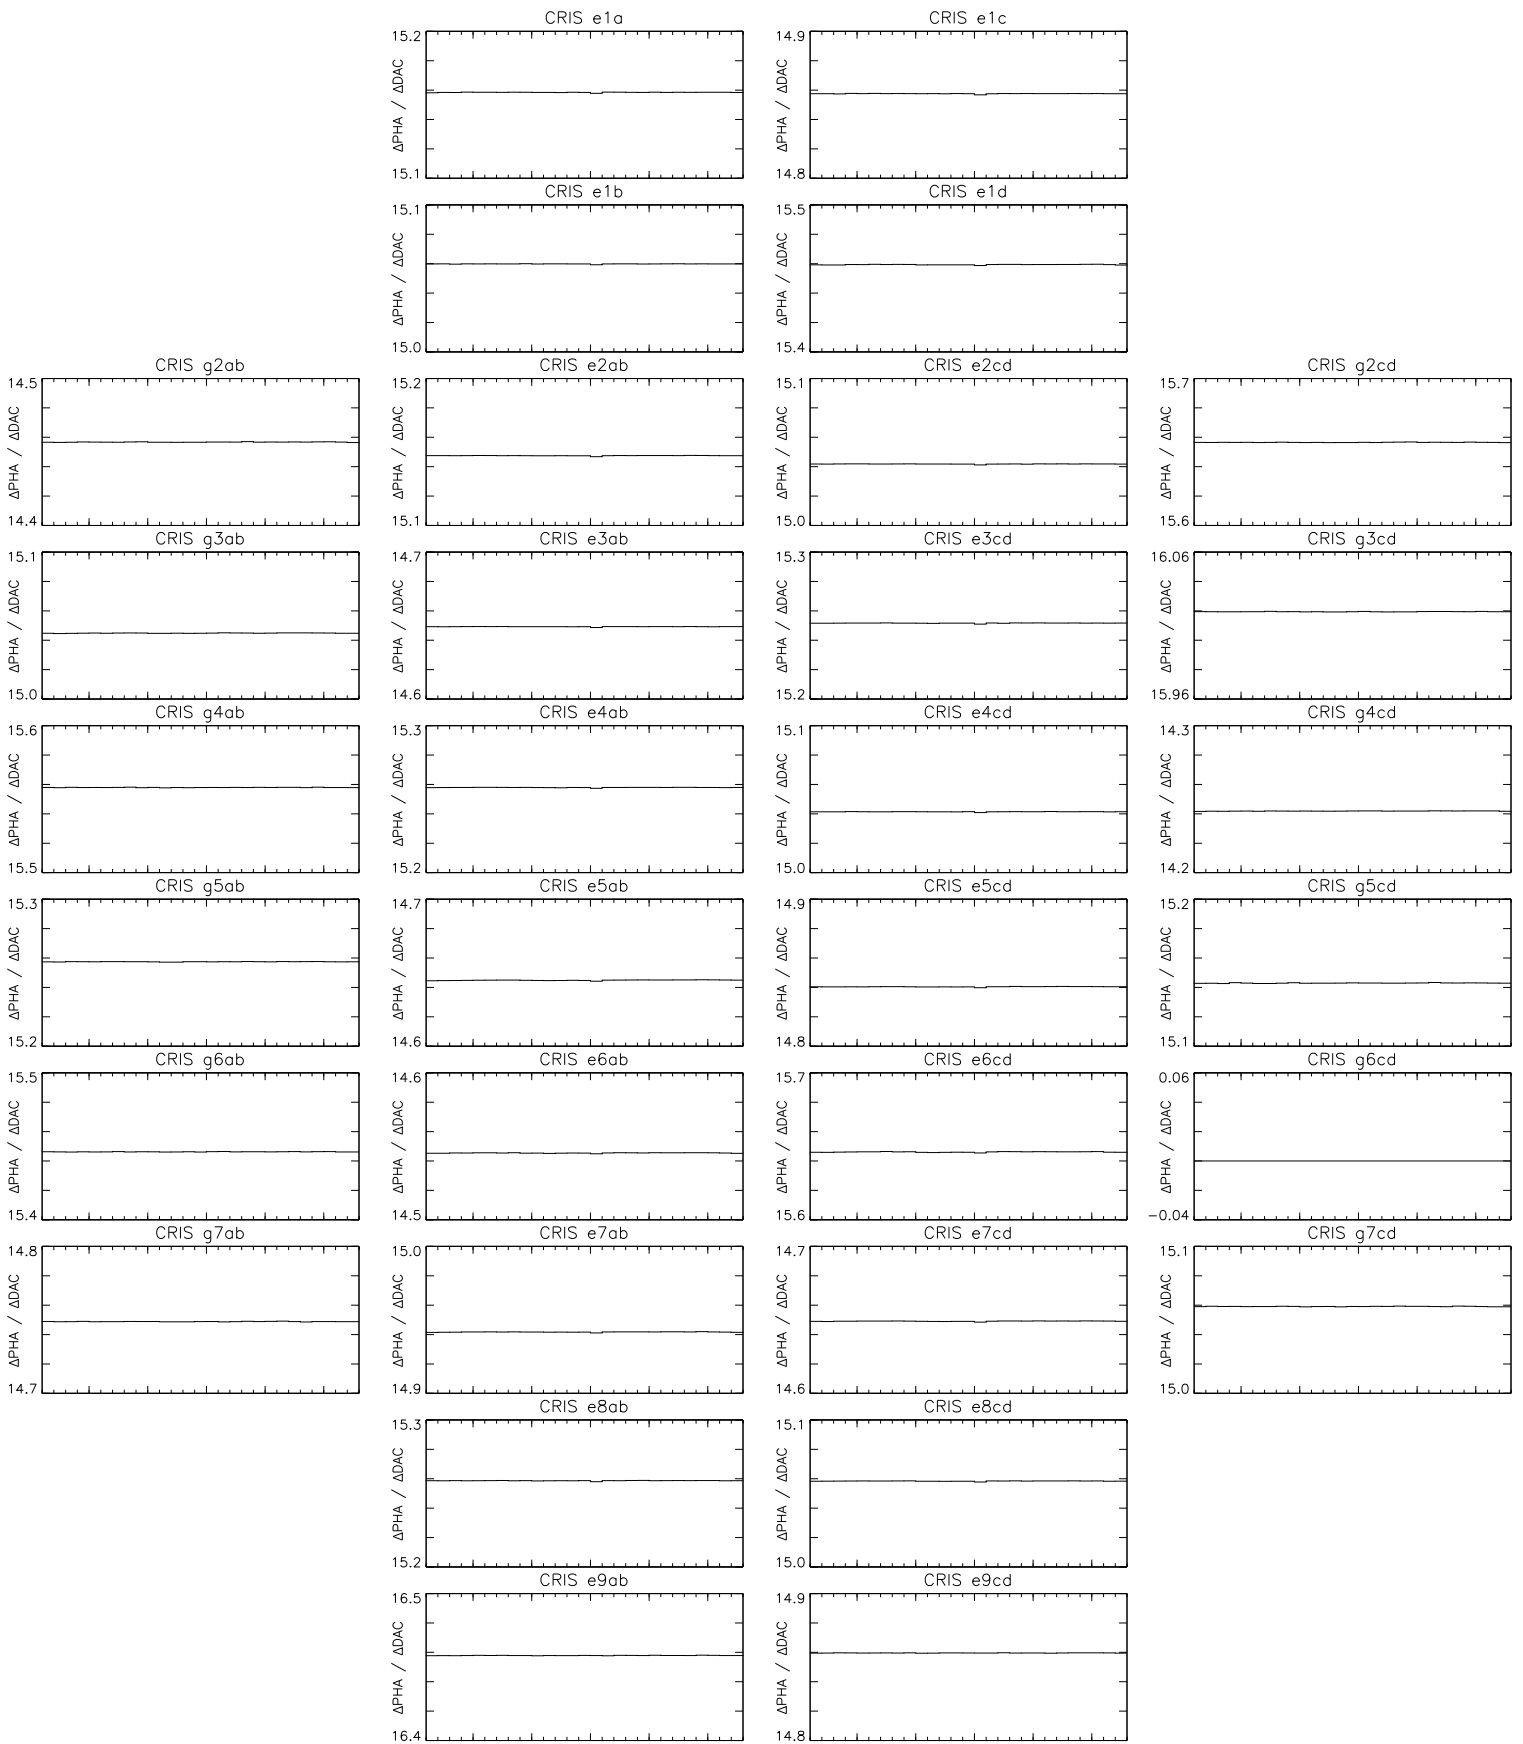 CRIS e1a CRIS e1c
15.2 14.9
ΔPHA / ΔDAC ΔPHA / ΔDAC
15.1 14.8
CRIS e1b CRIS e1d
15.1 15.5
ΔPHA / ΔDAC ΔPHA / ΔDAC
15.0 15.4
CRIS g2ab CRIS e2ab CRIS e2cd CRIS g2cd
14.5 15.2 15.1 15.7
ΔPHA / ΔDAC ΔPHA / ΔDAC ΔPHA / ΔDAC ΔPHA / ΔDAC
14.4 15.1 15.0 15.6
CRIS g3ab CRIS e3ab CRIS e3cd CRIS g3cd
15.1 14.7 15.3 16.06
ΔPHA / ΔDAC ΔPHA / ΔDAC ΔPHA / ΔDAC ΔPHA / ΔDAC
15.0 14.6 15.2 15.96
CRIS g4ab CRIS e4ab CRIS e4cd CRIS g4cd
15.6 15.3 15.1 14.3
ΔPHA / ΔDAC ΔPHA / ΔDAC ΔPHA / ΔDAC ΔPHA / ΔDAC
15.5 15.2 15.0 14.2
CRIS g5ab CRIS e5ab CRIS e5cd CRIS g5cd
15.3 14.7 14.9 15.2
ΔPHA / ΔDAC ΔPHA / ΔDAC ΔPHA / ΔDAC ΔPHA / ΔDAC
15.2 14.6 14.8 15.1
CRIS g6ab CRIS e6ab CRIS e6cd CRIS g6cd
15.5 14.6 15.7 0.06
ΔPHA / ΔDAC ΔPHA / ΔDAC ΔPHA / ΔDAC ΔPHA / ΔDAC
15.4 14.5 15.6 −0.04
CRIS g7ab CRIS e7ab CRIS e7cd CRIS g7cd
14.8 15.0 14.7 15.1
ΔPHA / ΔDAC ΔPHA / ΔDAC ΔPHA / ΔDAC ΔPHA / ΔDAC
14.7 14.9 14.6 15.0
CRIS e8ab CRIS e8cd
15.3 15.1
ΔPHA / ΔDAC ΔPHA / ΔDAC
15.2 15.0
CRIS e9ab CRIS e9cd
16.5 14.9
ΔPHA / ΔDAC ΔPHA / ΔDAC
16.4 14.8